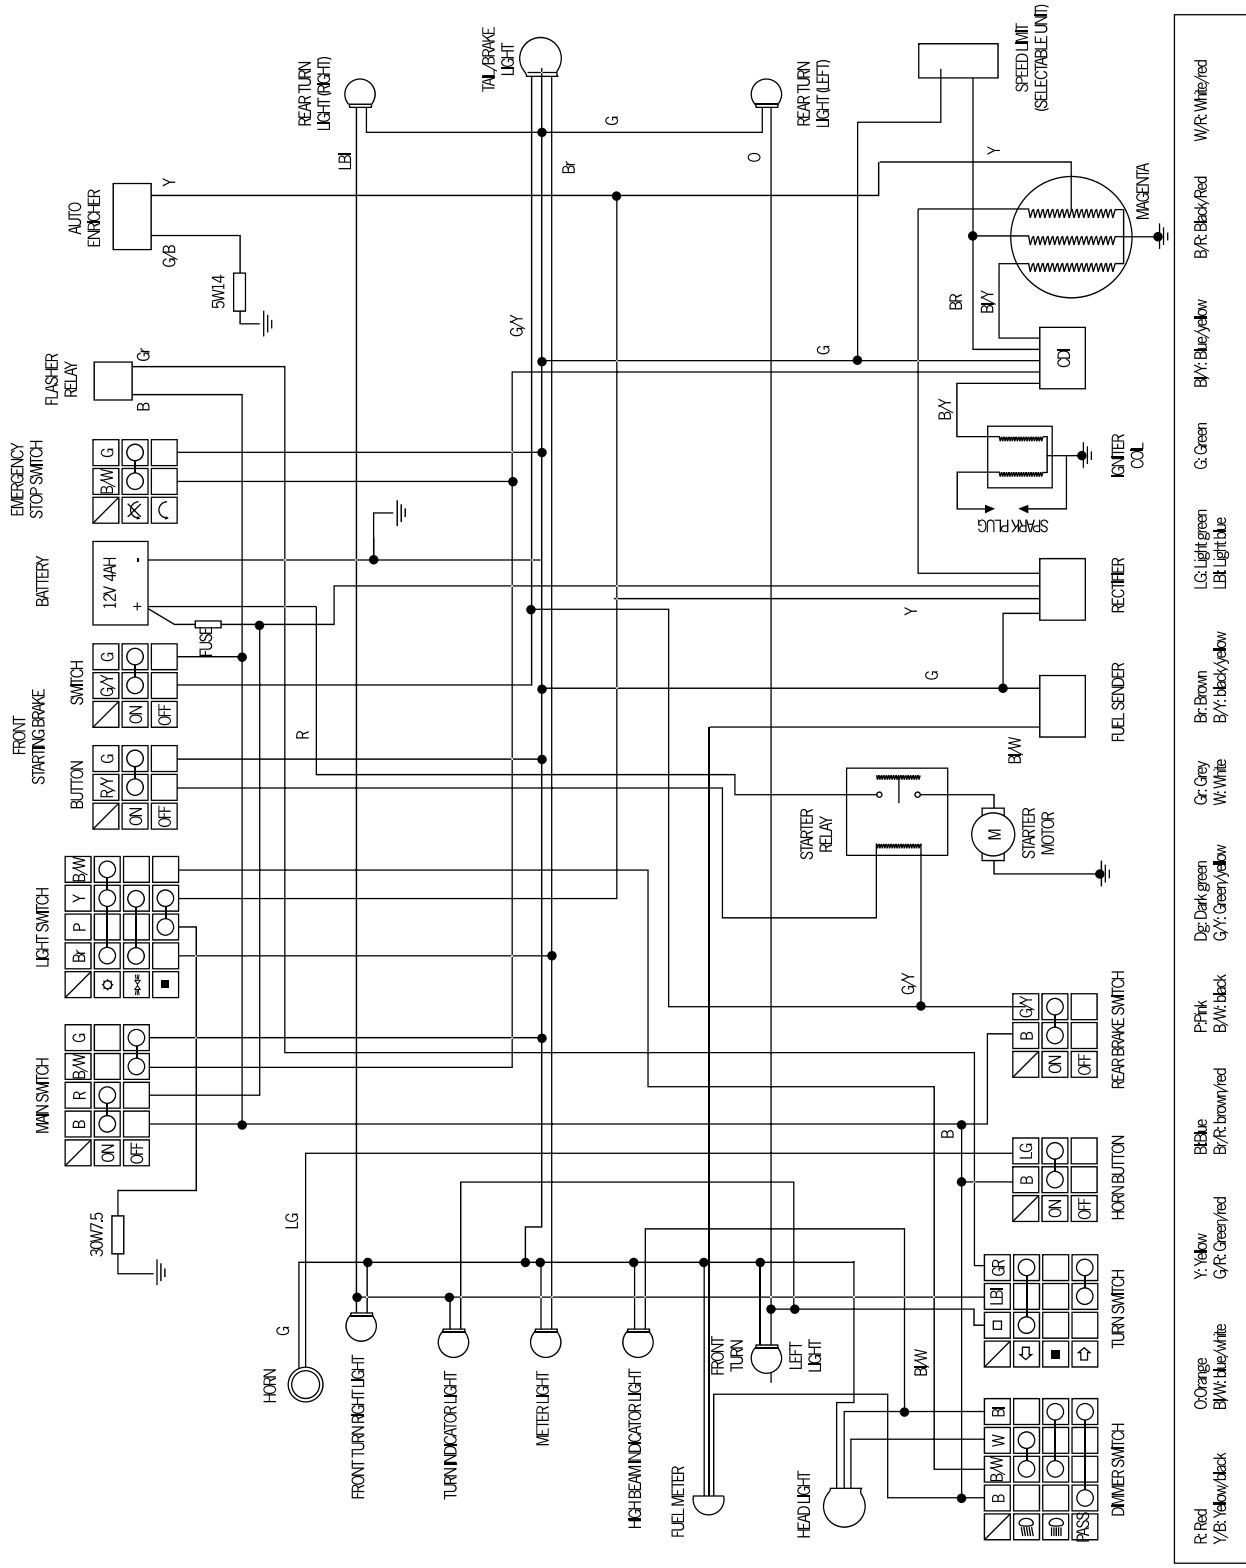 MAIN SWITCH
LIGHT SWITCH
FRONT
STARTING BRAKE
BUTTON
SWITCH
BATTERY
EMERGENCY
STOP SWITCH
FLASHER
RELAY
AUTO
ENRICHER
B R B/W G
ON
OFF
Br P Y B/W
R/Y G
ON
OFF
G/Y G
ON
OFF
12V 4AH
+ -
FUSE
B/W G
B Gr
G/B Y
5W14
30W7.5
HORN
G
LG
R
REAR TURN
LIGHT (RIGHT)
LBl
TAIL/BRAKE
LIGHT
G/Y
Br
G
REAR TURN
LIGHT (LEFT)
O
FRONT TURN RIGHT LIGHT
TURN INDICATOR LIGHT
METER LIGHT
HIGH BEAM INDICATOR LIGHT
FUEL METER
FRONT
TURN
LEFT
LIGHT
HEAD LIGHT
Bl/W
B
G/Y
STARTER
RELAY
M
STARTER
MOTOR
G
Bl/W
Y
G
B/Y
BR
Bl/Y
Y
SPARK PLUG
SPEED LIMIT
(SELECTABLE UNIT)
B B/W W Bl
PASS
DIMMER SWITCH
LBl GR
TURN SWITCH
B LG
ON
OFF
HORN BUTTON
B G/Y
ON
OFF
REAR BRAKE SWITCH
FUEL SENDER
RECTIFIER
IGNITER
COIL
CDI
MAGENTA
R: Red O:Orange Y: Yellow Bl:Blue P:Pink Dg: Dark green Gr: Grey Br: Brown LG: Light green G: Green Bl/Y: Blue/yellow B/R: Black/Red W/R: White/red
Y/B: Yellow/black Bl/W: blue/white G/R: Green/red Br/R: brown/red B/W: black G/Y: Green/yellow W: White B/Y: black/yellow LBl: Light blue